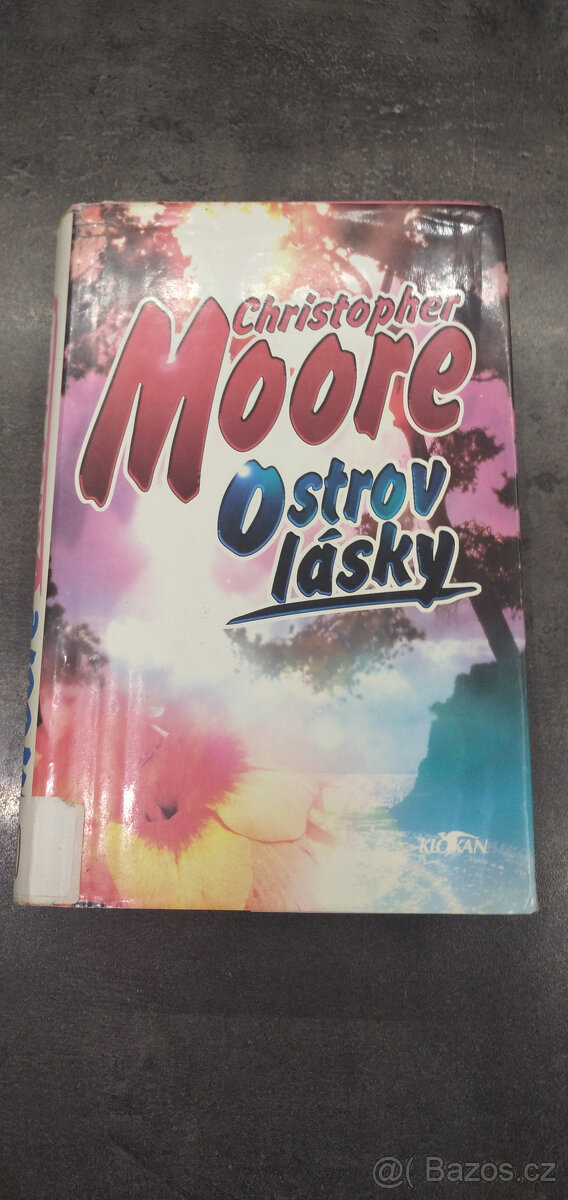 Christopher
Moore
Ostrov
lásky
KLOKAN
@( Bazos.cz